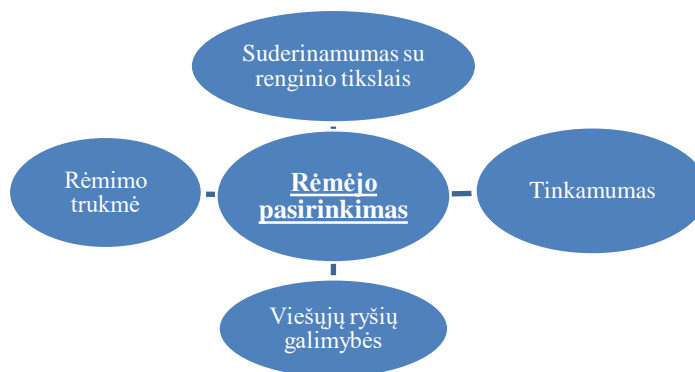 Suderinamumas su
renginio tikslais
Rėmimo
trukmė
Rėmėjo
pasirinkimas
Tinkamumas
Viešųjų ryšių
galimybės